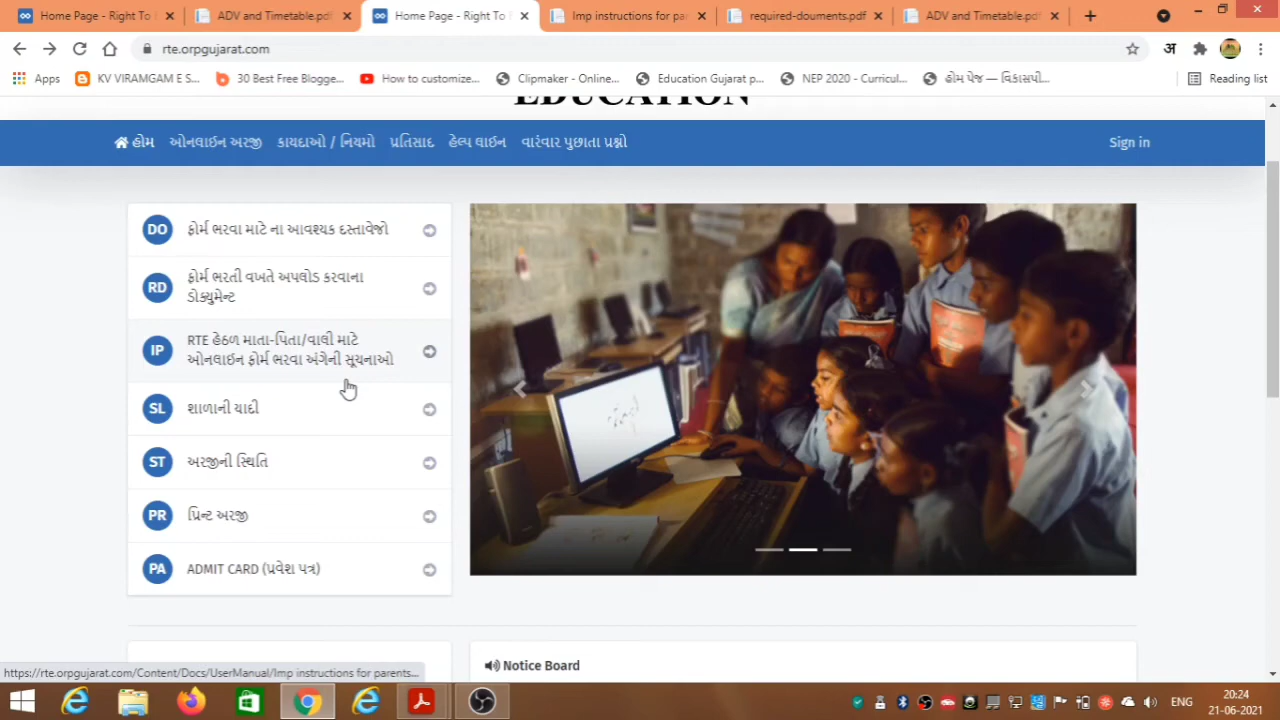 Home Page - Right To
ADV and Timetable.pdf
Home Page - Right To
Imp instructions for par
required-douments.pdf
ADV and Timetable.pdf
rte.orpgujarat.com
अ
Apps
KV VIRAMGAM E S...
30 Best Free Blogge...
How to customize...
Clipmaker - Online...
Education Gujarat p...
NEP 2020 - Curricul...
હોમ પેજ — વિકાસપી...
Reading list
EDUCATION
હોમ ઓનલાઈન અરજી કાયદાઓ / નિયમો પ્રતિસાદ હેલ્પ લાઈન વારંવાર પુછાતા પ્રશ્નો Sign in
DO ફોર્મ ભરવા માટે ના આવશ્યક દસ્તાવેજો
RD ફોર્મ ભરતી વખતે અપલોડ કરવાના
ડોક્યુમેન્ટ
IP RTE હેઠળ માતા-પિતા/વાલી માટે
ઓનલાઇન ફોર્મ ભરવા અંગેની સૂચનાઓ
SL શાળાની યાદી
ST અરજીની સ્થિતિ
PR પ્રિન્ટ અરજી
PA ADMIT CARD (પ્રવેશ પત્ર)
Notice Board
https://rte.orpgujarat.com/Content/Docs/UserManual/Imp instructions for parents...
ENG
20:24
21-06-2021